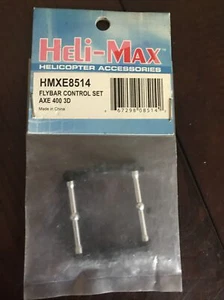 HELI-MAX
HELICOPTER ACCESSORIES
HMXE8514
FLYBAR CONTROL SET
AXE 400 3D
Made in China